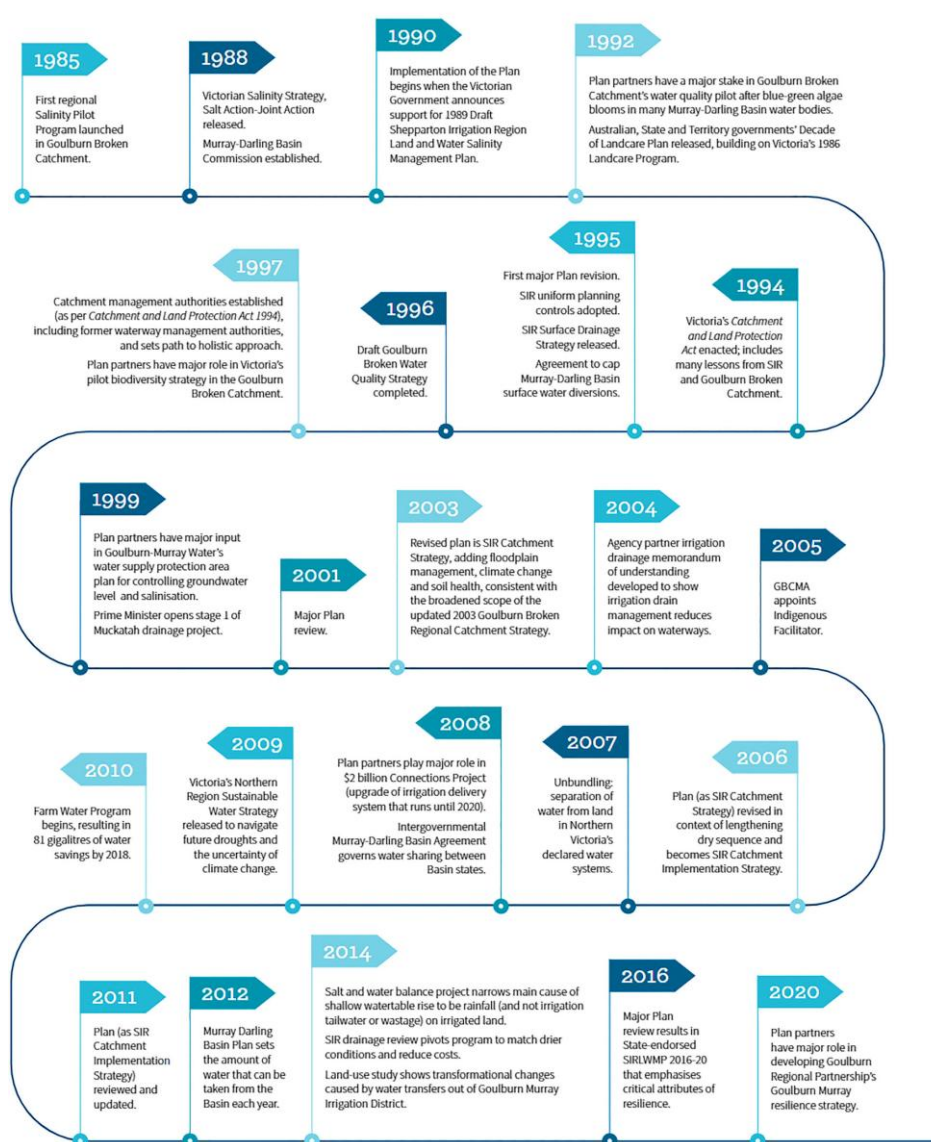 1985
First regional
Salinity Pilot
Program launched
in Goulburn Broken
Catchment.
1988
Victorian Salinity Strategy,
Salt Action-Joint Action
released.
Murray-Darling Basin
Commission established.
1990
Implementation of the Plan
begins when the Victorian
Government announces
support for 1989 Draft
Shepparton Irrigation Region
Land and Water Salinity
Management Plan.
1992
Plan partners have a major stake in Goulburn Broken
Catchment's water quality pilot after blue-green algae
blooms in many Murray-Darling Basin water bodies.
Australian, State and Territory governments' Decade
of Landcare Plan released, building on Victoria's 1986
Landcare Program.
1994
Victoria's Catchment
and Land Protection
Act enacted; includes
many lessons from SIR
and Goulburn Broken
Catchment.
1995
First major Plan revision.
SIR uniform planning
controls adopted.
SIR Surface Drainage
Strategy released.
Agreement to cap
Murray-Darling Basin
surface water diversions.
1996
Draft Goulburn
Broken Water
Quality Strategy
completed.
1997
Catchment management authorities established
(as per Catchment and Land Protection Act 1994),
including former waterway management authorities,
and sets path to holistic approach.
Plan partners have major role in Victoria's
pilot biodiversity strategy in the Goulburn
Broken Catchment.
1999
Plan partners have major input
in Goulburn-Murray Water's
water supply protection area
plan for controlling groundwater
level and salinisation.
Prime Minister opens stage 1 of
Muckatah drainage project.
2001
Major Plan
review.
2003
Revised plan is SIR Catchment
Strategy, adding floodplain
management, climate change
and soil health, consistent with
the broadened scope of the
updated 2003 Goulburn Broken
Regional Catchment Strategy.
2004
Agency partner irrigation
drainage memorandum
of understanding
developed to show
irrigation drain
management reduces
impact on waterways.
2005
GBCMA
appoints
Indigenous
Facilitator.
2006
Plan (as SIR Catchment
Strategy) revised in
context of lengthening
dry sequence and
becomes SIR Catchment
Implementation Strategy.
2007
Unbundling:
separation of
water from land
in Northern
Victoria's
declared water
systems.
2008
Plan partners play major role in
$2 billion Connections Project
(upgrade of irrigation delivery
system that runs until 2020).
Intergovernmental
Murray-Darling Basin Agreement
governs water sharing between
Basin states.
2009
Victoria's Northern
Region Sustainable
Water Strategy
released to navigate
future droughts and
the uncertainty of
climate change.
2010
Farm Water Program
begins, resulting in
81 gigalitres of water
savings by 2018.
2011
Plan (as SIR
Catchment
Implementation
Strategy)
reviewed and
updated.
2012
Murray Darling
Basin Plan sets
the amount of
water that can be
taken from the
Basin each year.
2014
Salt and water balance project narrows main cause of
shallow watertable rise to be rainfall (and not irrigation
tailwater or wastage) on irrigated land.
SIR drainage review pivots program to match drier
conditions and reduce costs.
Land-use study shows transformational changes
caused by water transfers out of Goulburn Murray
Irrigation District.
2016
Major Plan
review results in
State-endorsed
SIRLWMP 2016-20
that emphasises
critical attributes of
resilience.
2020
Plan partners
have major role in
developing Goulburn
Regional Partnership's
Goulburn Murray
resilience strategy.